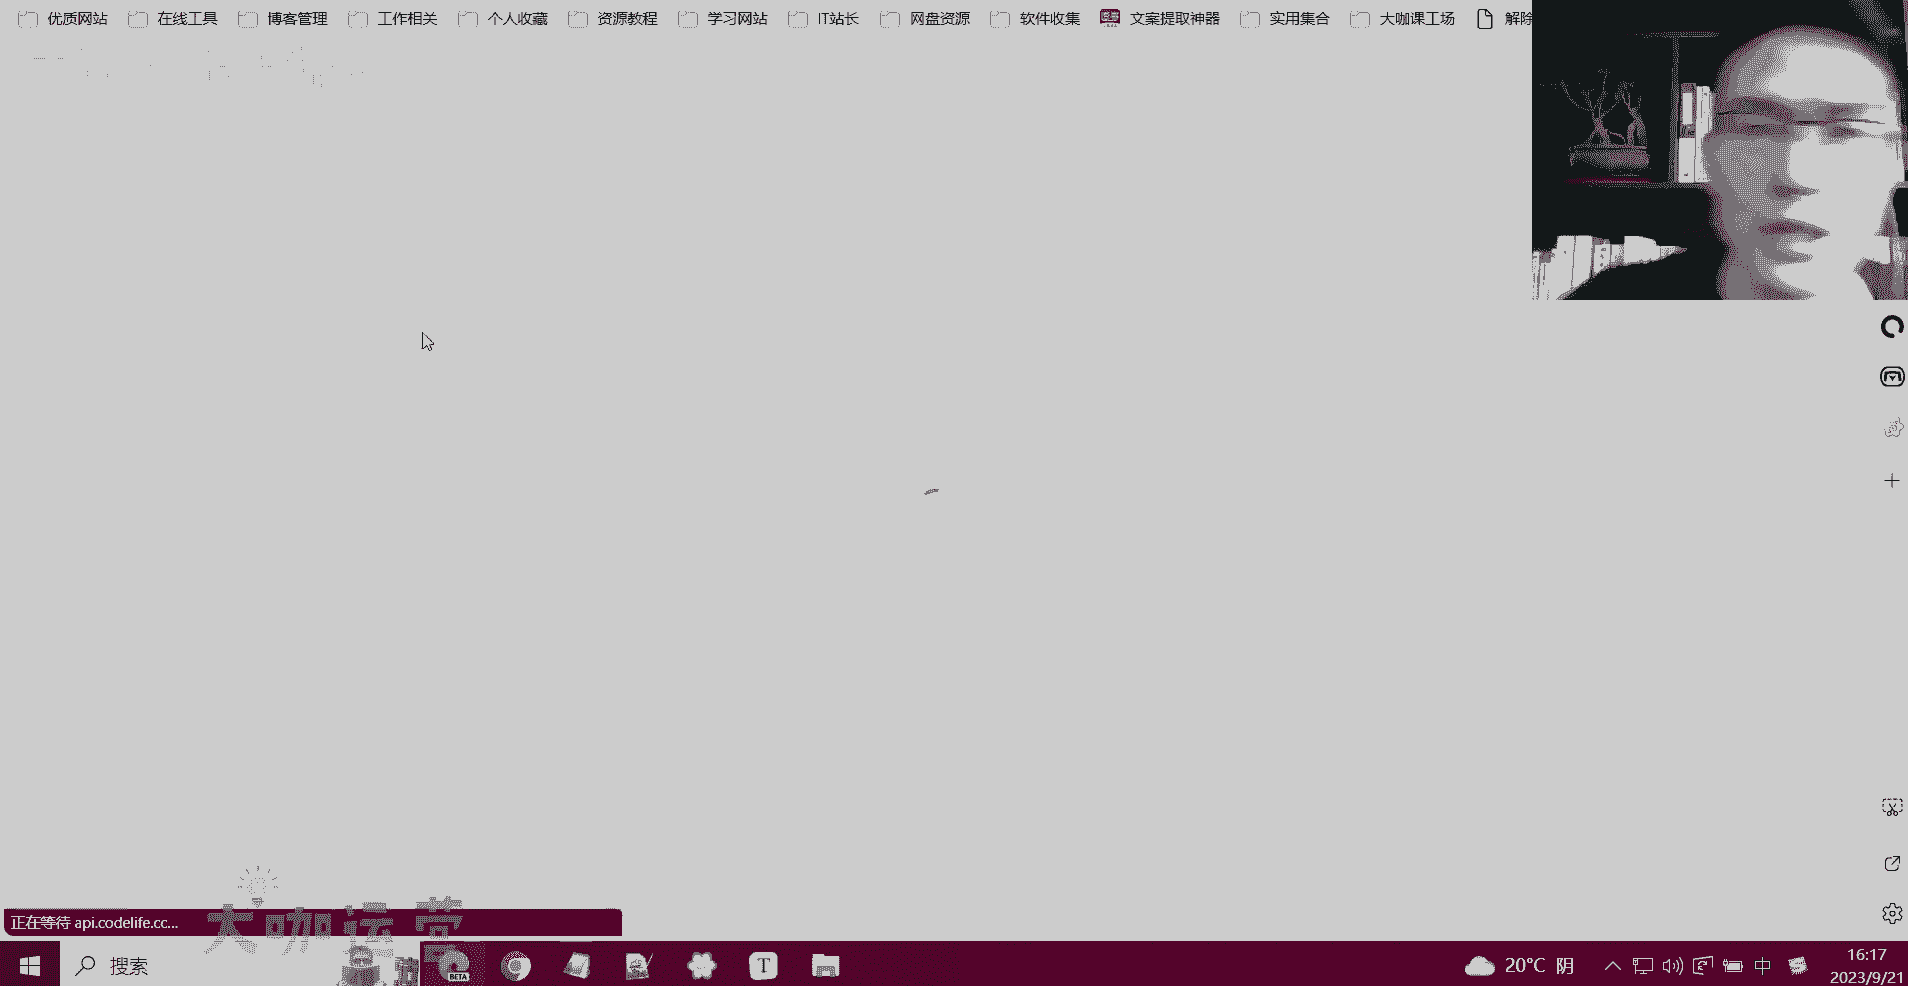 优质网站 在线工具 博客管理 工作相关 个人收藏 资源教程 学习网站 IT站长 网盘资源 软件收集 文案提取神器 实用集合 大咖课工场 解除
大咖运营
正在等待 api.codelife.cc...
搜索
BETA
T
20°C 阴
中
16:17
2023/9/21